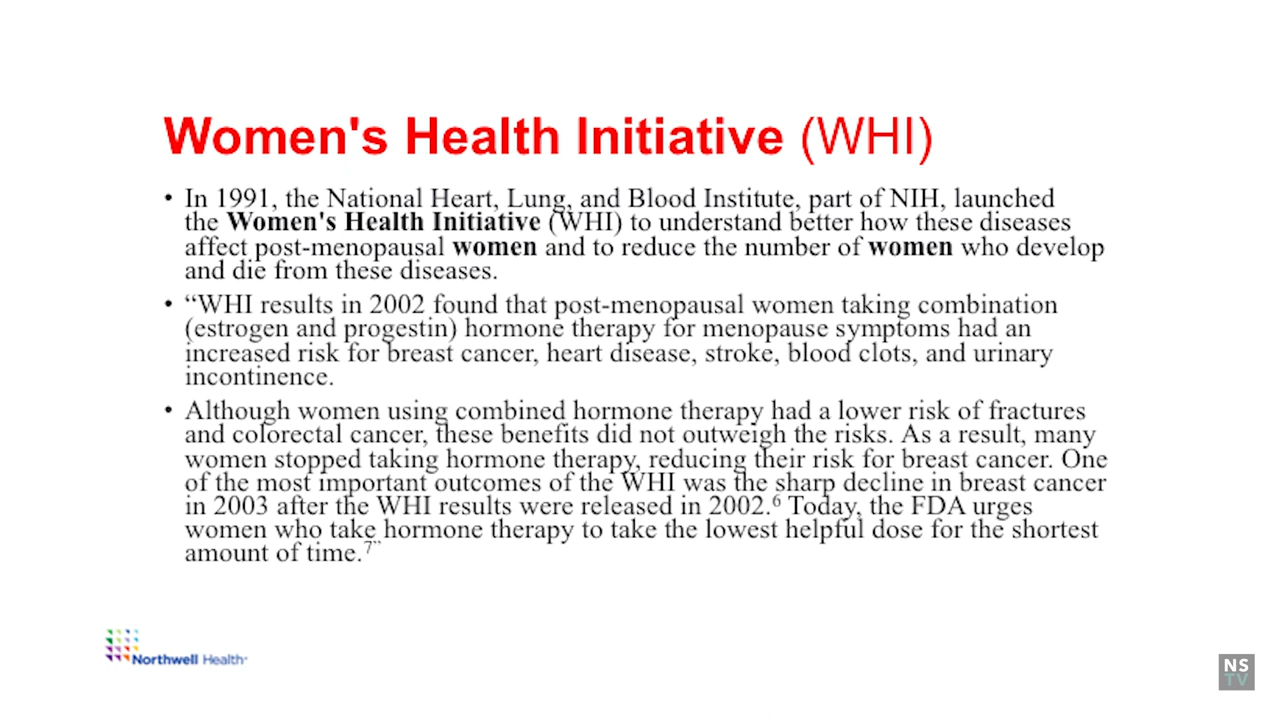 Women's Health Initiative (WHI)
• In 1991, the National Heart, Lung, and Blood Institute, part of NIH, launched
the Women's Health Initiative (WHI) to understand better how these diseases
affect post-menopausal women and to reduce the number of women who develop
and die from these diseases.
• “WHI results in 2002 found that post-menopausal women taking combination
(estrogen and progestin) hormone therapy for menopause symptoms had an
increased risk for breast cancer, heart disease, stroke, blood clots, and urinary
incontinence.
• Although women using combined hormone therapy had a lower risk of fractures
and colorectal cancer, these benefits did not outweigh the risks. As a result, many
women stopped taking hormone therapy, reducing their risk for breast cancer. One
of the most important outcomes of the WHI was the sharp decline in breast cancer
in 2003 after the WHI results were released in 2002.⁶ Today, the FDA urges
women who take hormone therapy to take the lowest helpful dose for the shortest
amount of time.⁷”
Northwell Health
NS
TV